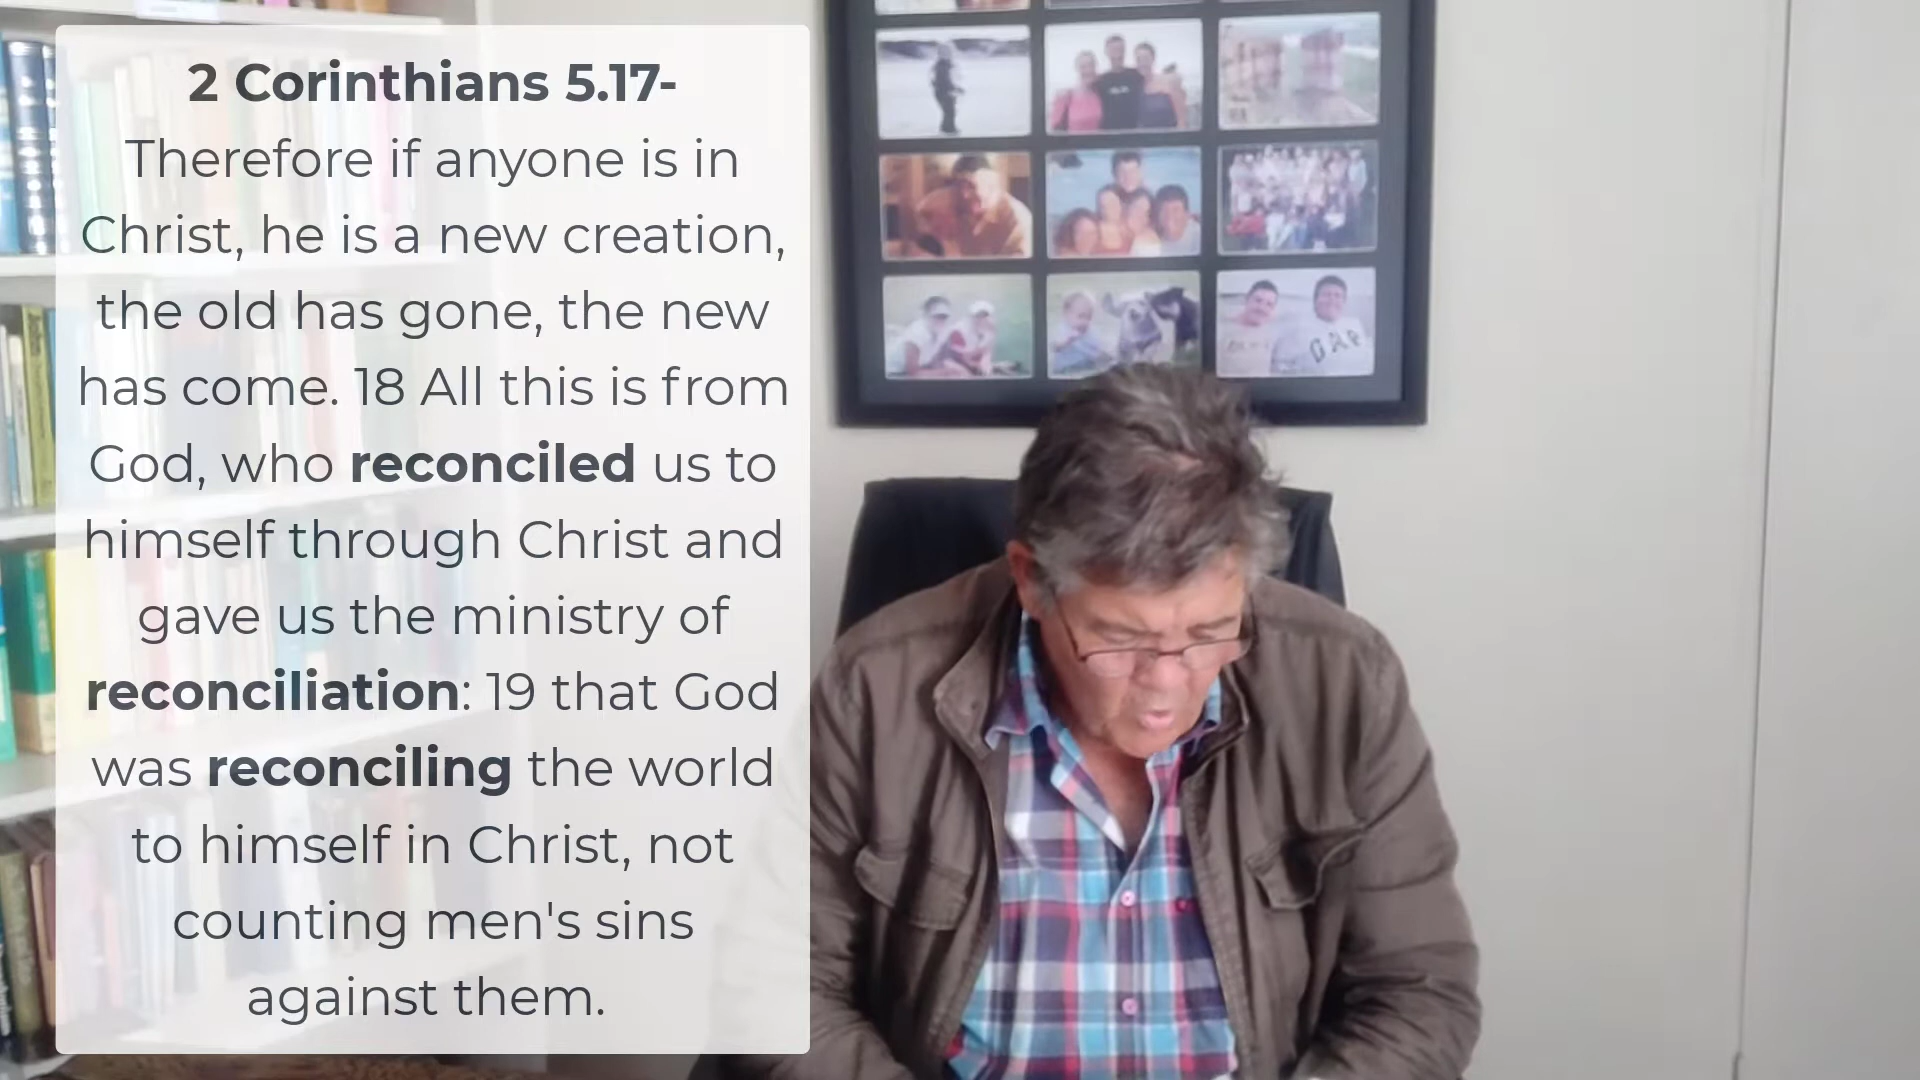 2 Corinthians 5.17-
Therefore if anyone is in
Christ, he is a new creation,
the old has gone, the new
has come. 18 All this is from
God, who reconciled us to
himself through Christ and
gave us the ministry of
reconciliation: 19 that God
was reconciling the world
to himself in Christ, not
counting men's sins
against them.
GAP